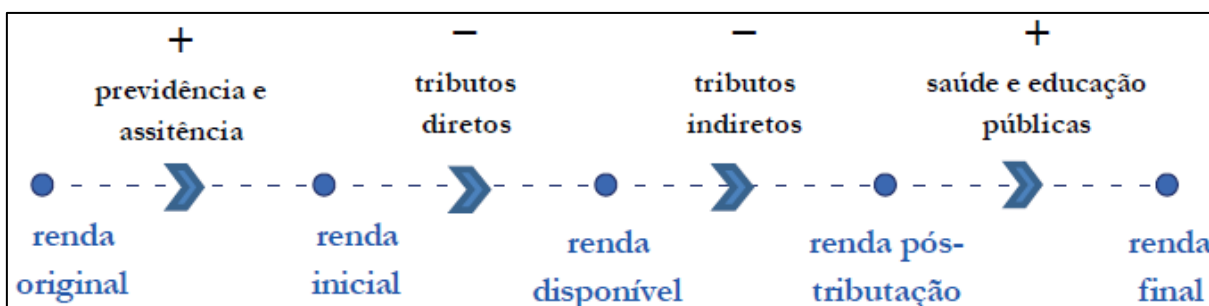 +
previdência e
assitência
−
tributos
diretos
−
tributos
indiretos
+
saúde e educação
públicas
renda
original
renda
inicial
renda
disponível
renda pós-
tributação
renda
final